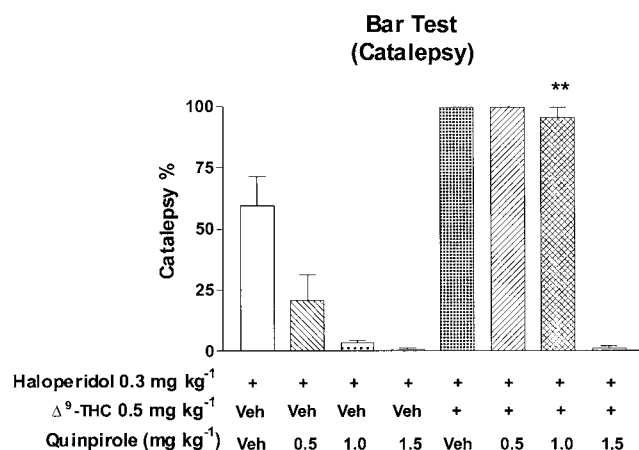 Bar Test
(Catalepsy)
**
Catalepsy %
100
75
50
25
0
Haloperidol 0.3 mg kg⁻¹ + + + + + + + +
Δ⁹-THC 0.5 mg kg⁻¹ Veh Veh Veh Veh + + + +
Quinpirole (mg kg⁻¹) Veh 0.5 1.0 1.5 Veh 0.5 1.0 1.5